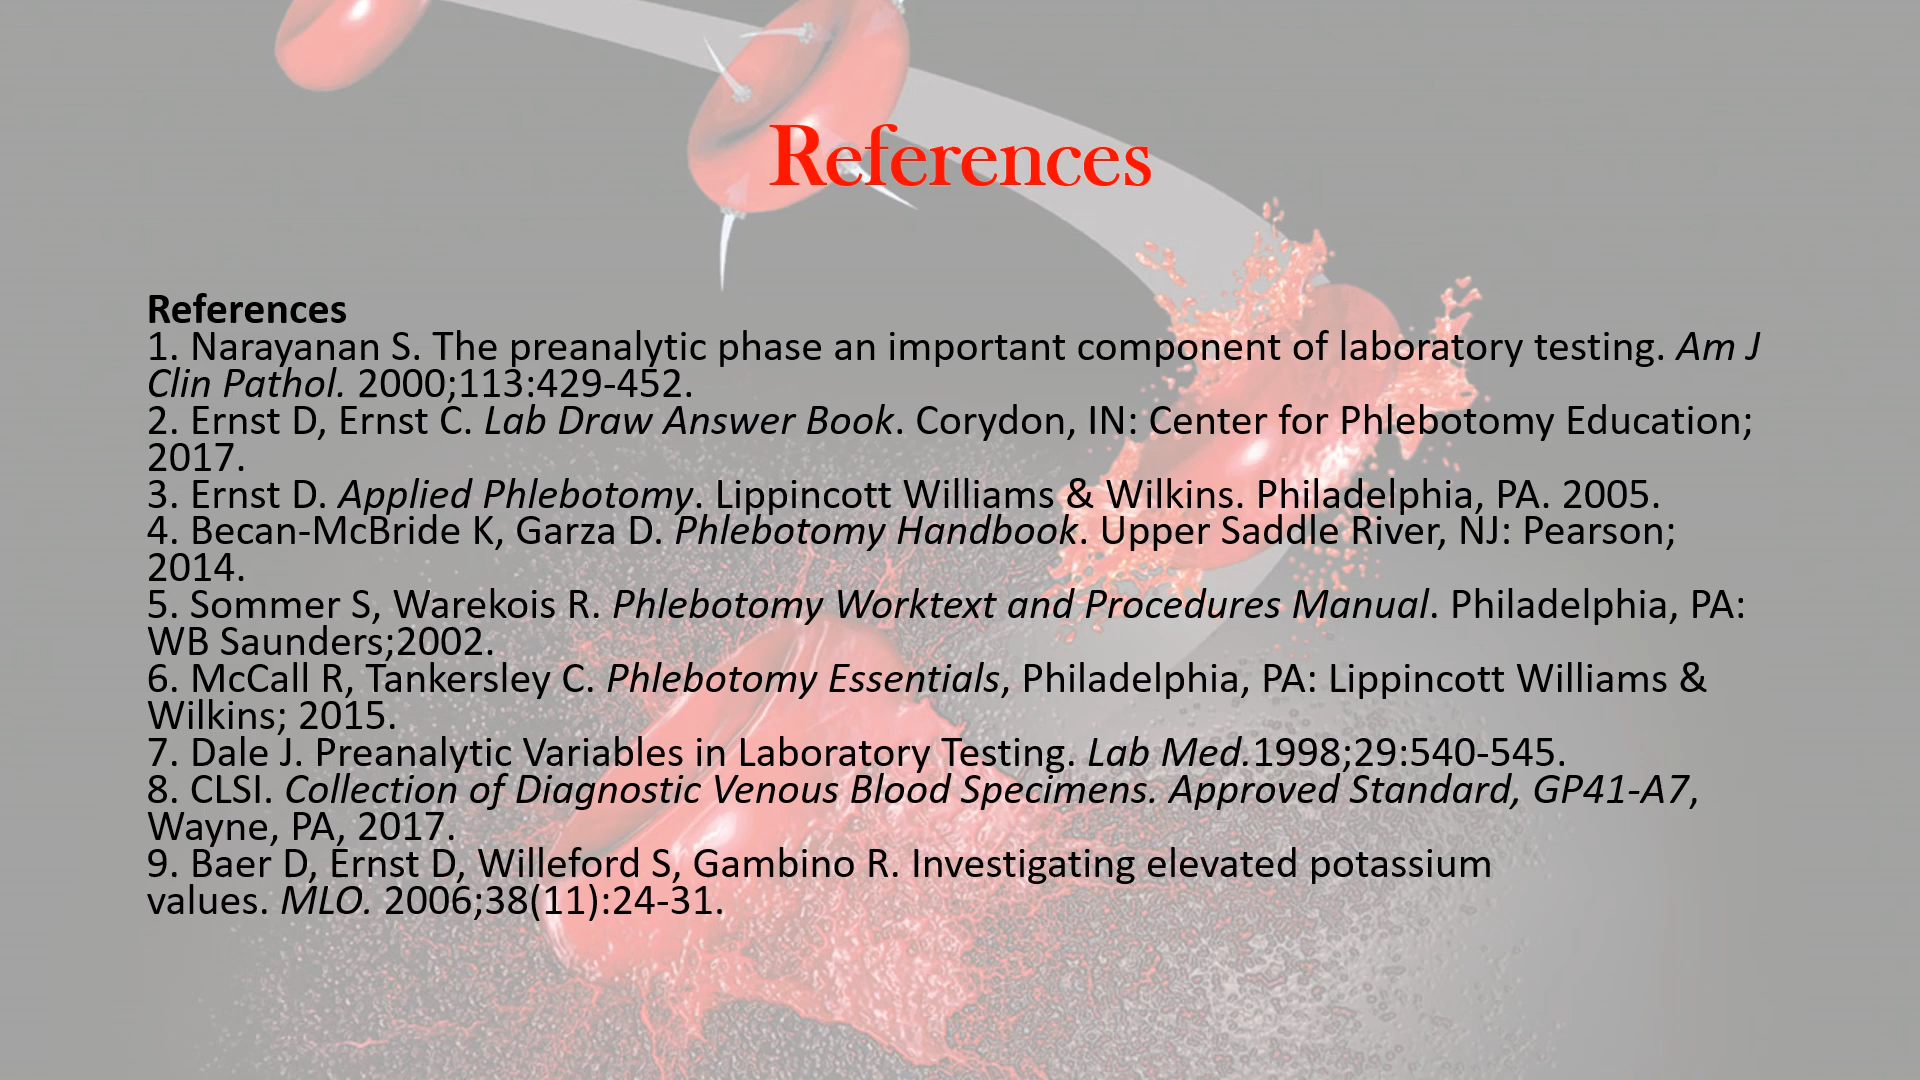 References
References
1. Narayanan S. The preanalytic phase an important component of laboratory testing. Am J
Clin Pathol. 2000;113:429-452.
2. Ernst D, Ernst C. Lab Draw Answer Book. Corydon, IN: Center for Phlebotomy Education;
2017.
3. Ernst D. Applied Phlebotomy. Lippincott Williams & Wilkins. Philadelphia, PA. 2005.
4. Becan-McBride K, Garza D. Phlebotomy Handbook. Upper Saddle River, NJ: Pearson;
2014.
5. Sommer S, Warekois R. Phlebotomy Worktext and Procedures Manual. Philadelphia, PA:
WB Saunders;2002.
6. McCall R, Tankersley C. Phlebotomy Essentials, Philadelphia, PA: Lippincott Williams &
Wilkins; 2015.
7. Dale J. Preanalytic Variables in Laboratory Testing. Lab Med.1998;29:540-545.
8. CLSI. Collection of Diagnostic Venous Blood Specimens. Approved Standard, GP41-A7,
Wayne, PA, 2017.
9. Baer D, Ernst D, Willeford S, Gambino R. Investigating elevated potassium
values. MLO. 2006;38(11):24-31.